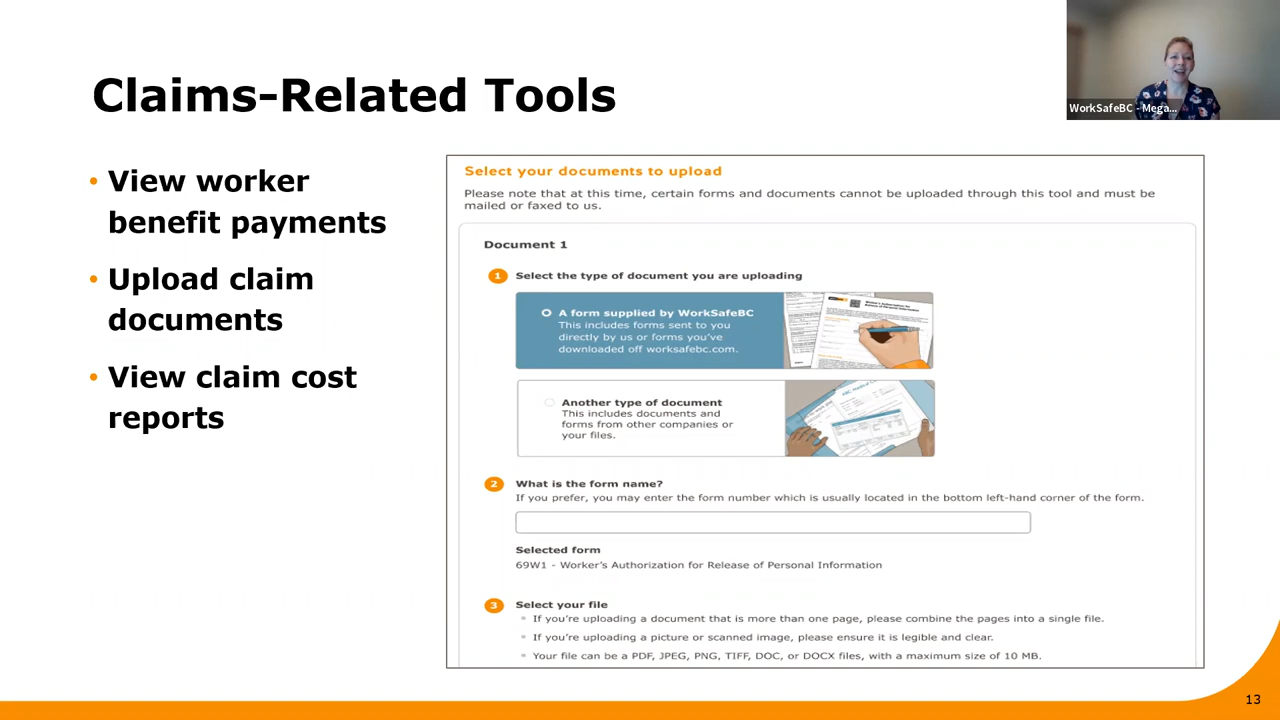 Claims-Related Tools
WorkSafeBC - Mega...
• View worker
benefit payments
• Upload claim
documents
• View claim cost
reports
Select your documents to upload
Please note that at this time, certain forms and documents cannot be uploaded through this tool and must be
mailed or faxed to us.
Document 1
1 Select the type of document you are uploading
A form supplied by WorkSafeBC
This includes forms sent to you
directly by us or forms you've
downloaded off worksafebc.com.
Another type of document
This includes documents and
forms from other companies or
your files.
2 What is the form name?
If you prefer, you may enter the form number which is usually located in the bottom left-hand corner of the form.
Selected form
69W1 - Worker's Authorization for Release of Personal Information
3 Select your file
If you're uploading a document that is more than one page, please combine the pages into a single file.
If you're uploading a picture or scanned image, please ensure it is legible and clear.
Your file can be a PDF, JPEG, PNG, TIFF, DOC, or DOCX files, with a maximum size of 10 MB.
13